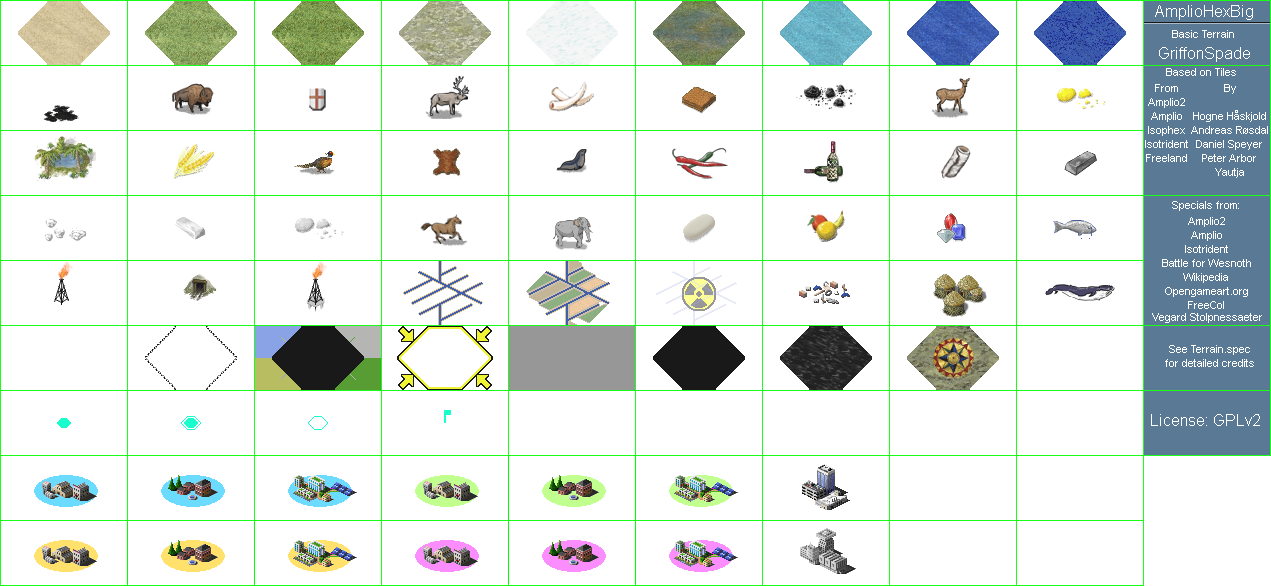 AmplioHexBig
Basic Terrain
GriffonSpade
Based on Tiles
From By
Amplio2
Amplio Hogne Håskjold
Isophex Andreas Røsdal
Isotrident Daniel Speyer
Freeland Peter Arbor
Yautja
Specials from:
Amplio2
Amplio
Isotrident
Battle for Wesnoth
Wikipedia
Opengameart.org
FreeCol
Vegard Stolpnessaeter
See Terrain.spec
for detailed credits
License: GPLv2